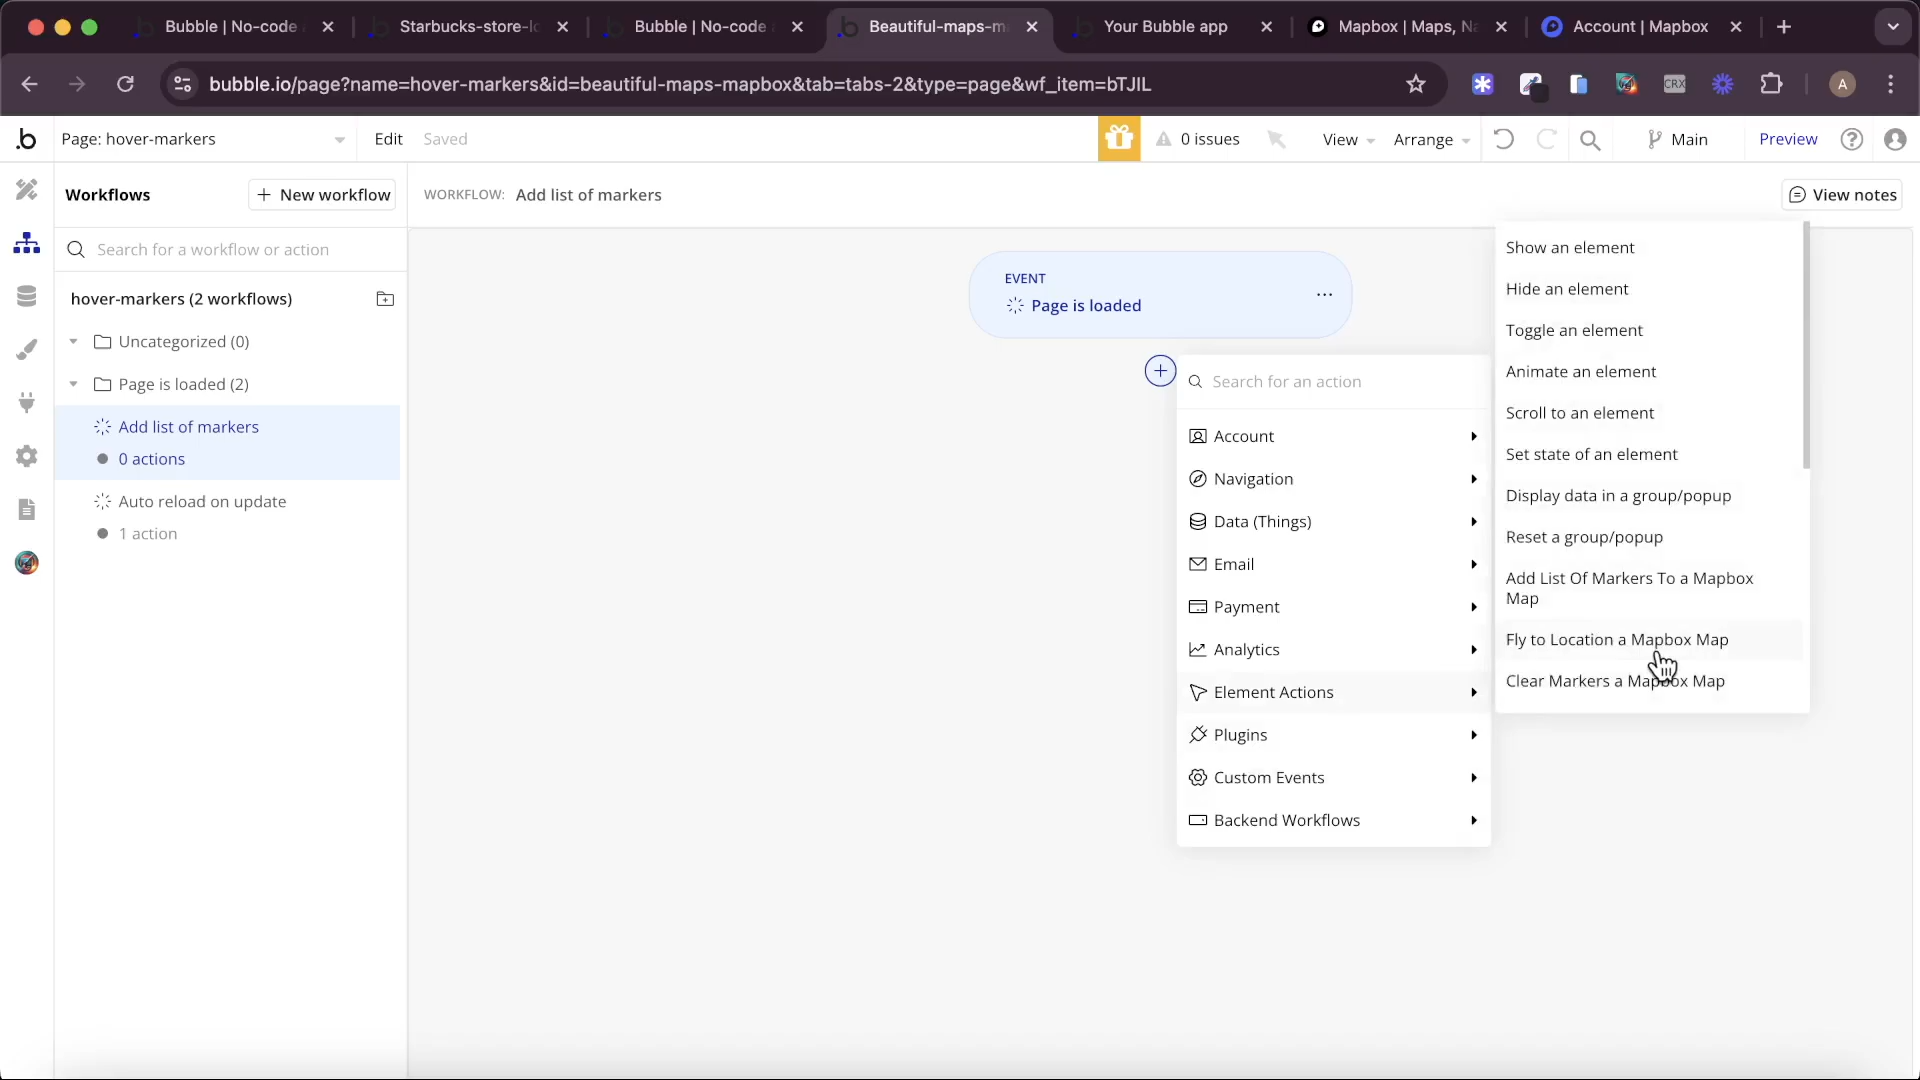 Bubble | No-code
Starbucks-store-lo
Bubble | No-code
Beautiful-maps-m
Your Bubble app
Mapbox | Maps, Na
Account | Mapbox
bubble.io/page?name=hover-markers&id=beautiful-maps-mapbox&tab=tabs-2&type=page&wf_item=bTJIL
CRX
A
Page: hover-markers
Edit
Saved
0 issues
View
Arrange
Main
Preview
Workflows
New workflow
WORKFLOW: Add list of markers
View notes
Search for a workflow or action
hover-markers (2 workflows)
Uncategorized (0)
Page is loaded (2)
Add list of markers
0 actions
Auto reload on update
1 action
EVENT
Page is loaded
Search for an action
Account
Navigation
Data (Things)
Email
Payment
Analytics
Element Actions
Plugins
Custom Events
Backend Workflows
Show an element
Hide an element
Toggle an element
Animate an element
Scroll to an element
Set state of an element
Display data in a group/popup
Reset a group/popup
Add List Of Markers To a Mapbox
Map
Fly to Location a Mapbox Map
Clear Markers a Mapbox Map